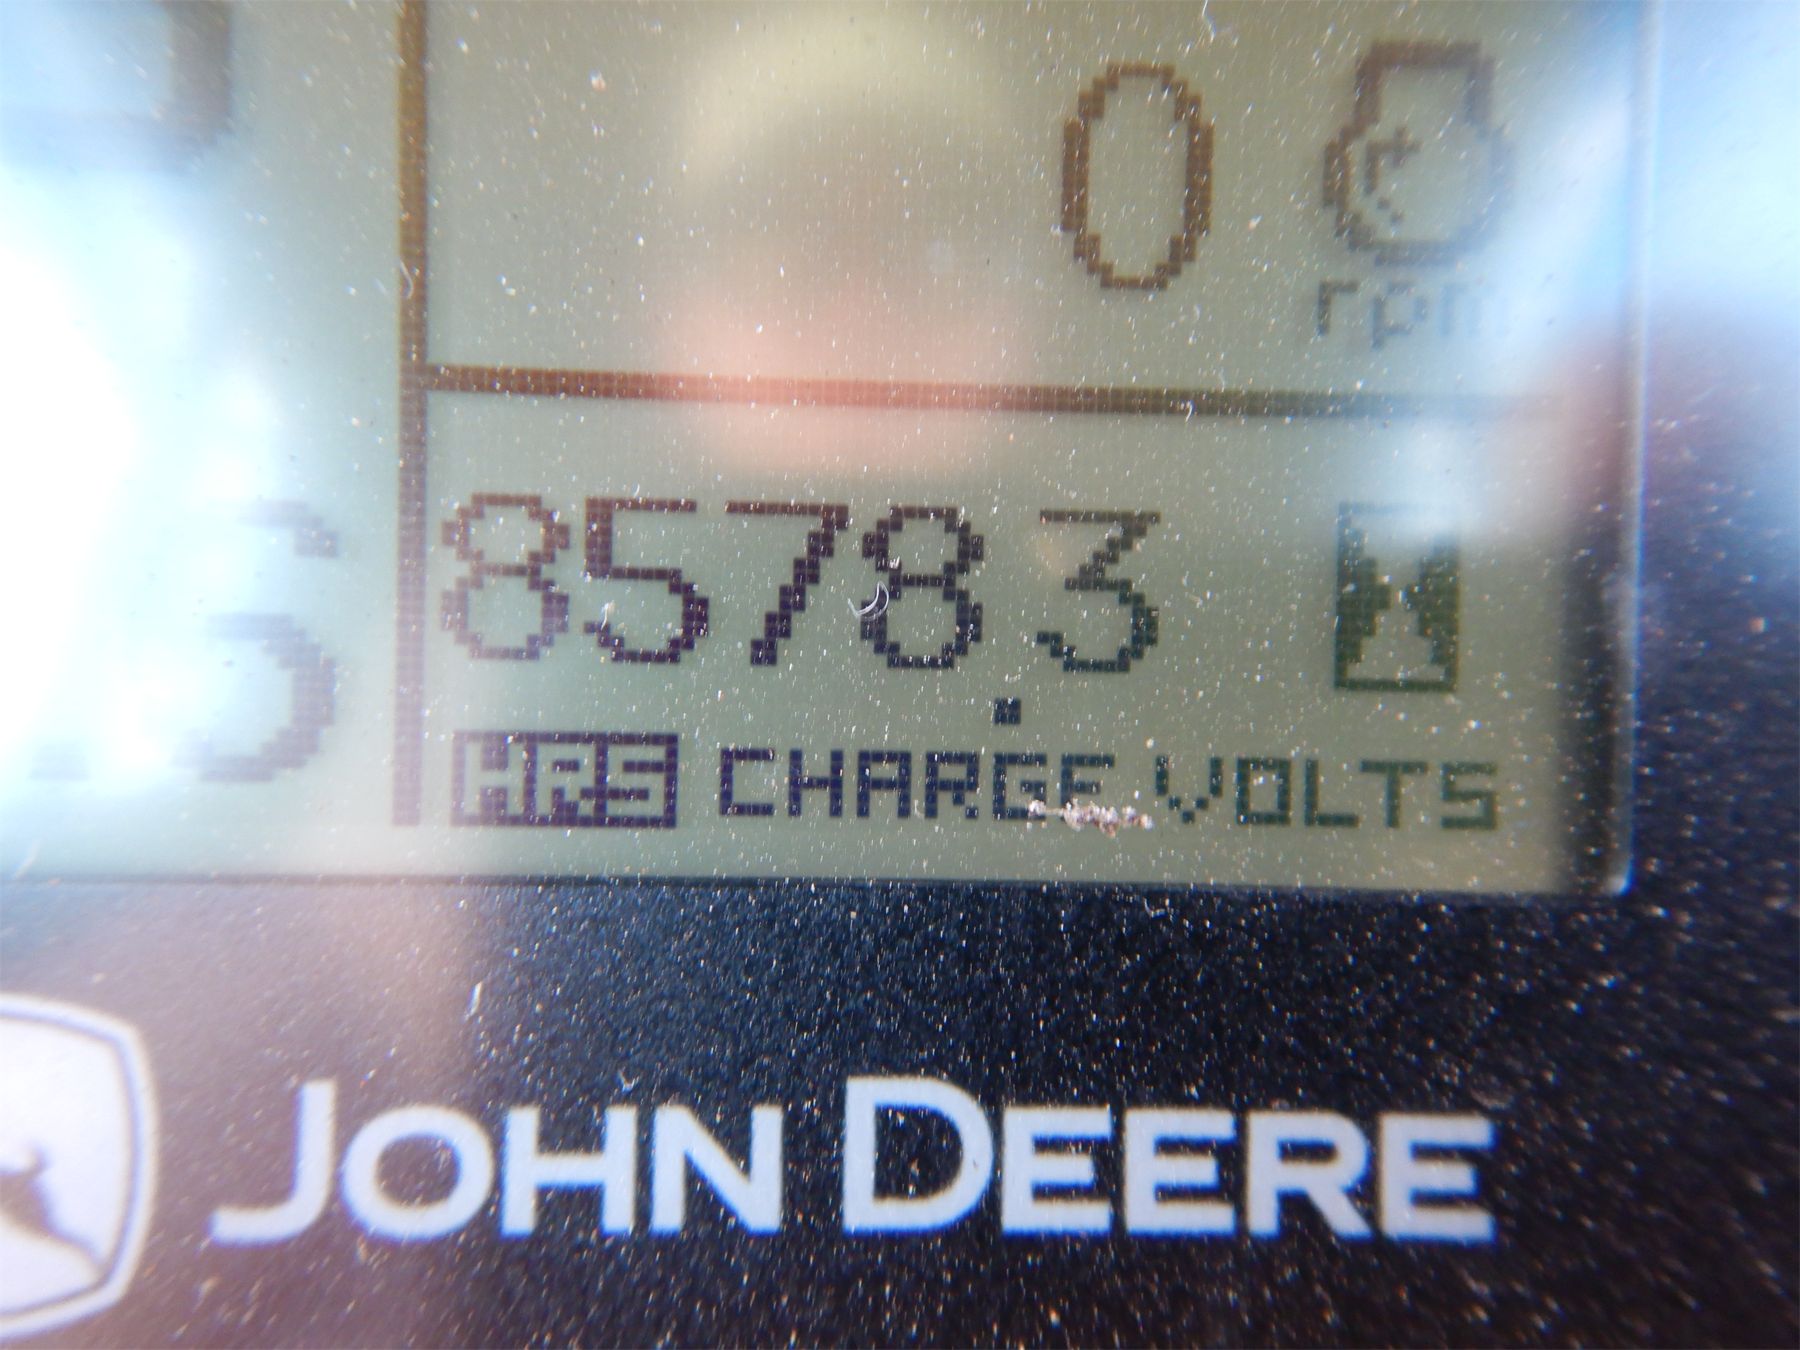 0
rpm
8578.3
HRS CHARGE VOLTS
JOHN DEERE